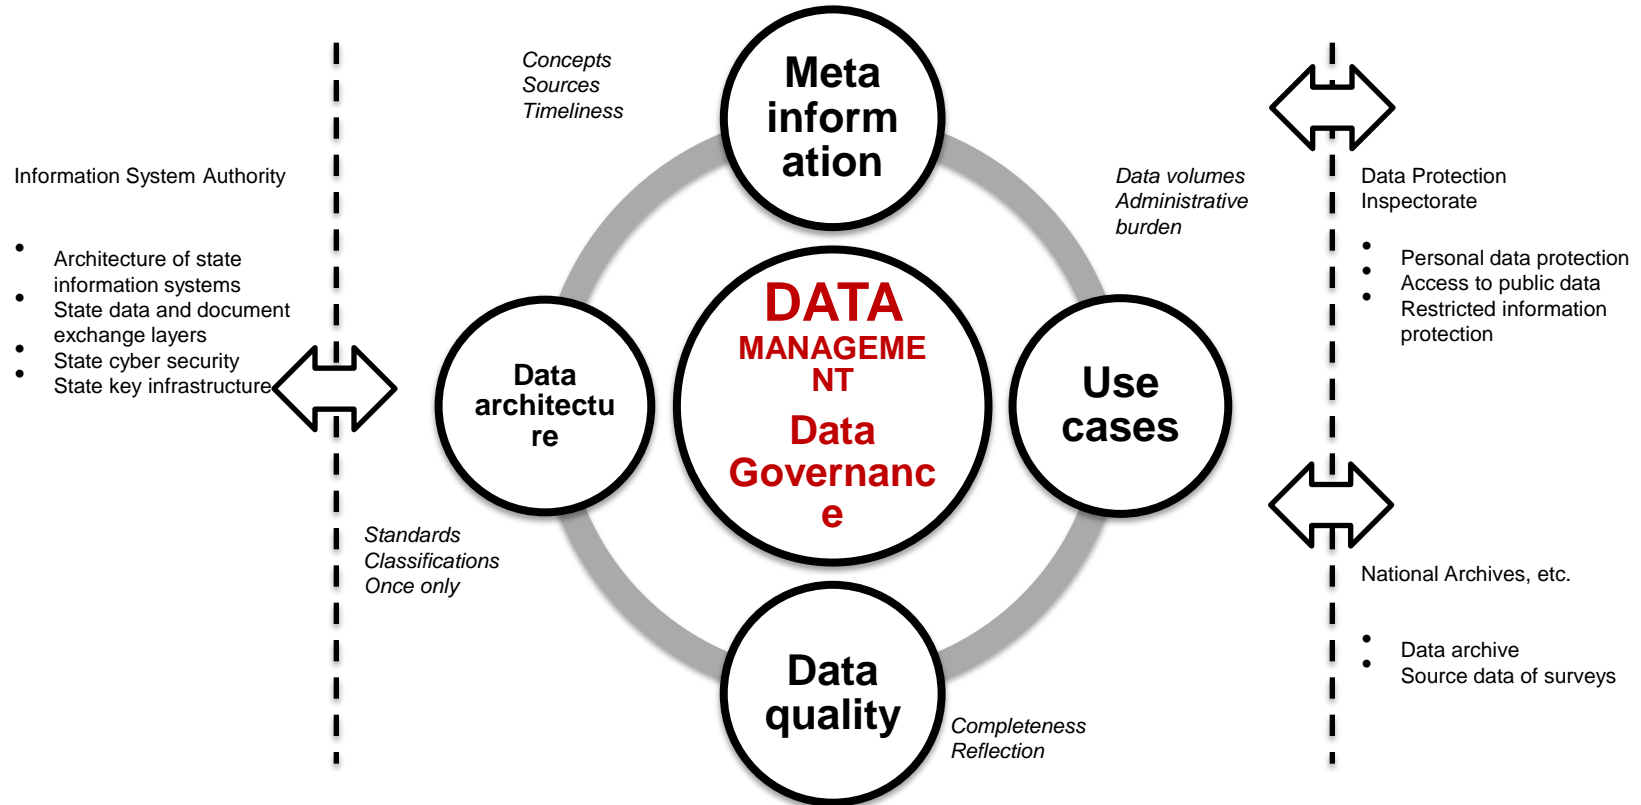 Concepts
Sources
Timeliness
Meta
inform
ation
Information System Authority
• Architecture of state
information systems
• State data and document
exchange layers
• State cyber security
• State key infrastructure
Data volumes
Administrative
burden
Data Protection
Inspectorate
• Personal data protection
• Access to public data
• Restricted information
protection
DATA
MANAGEME
NT
Data
Governanc
e
Data
architectu
re
Use
cases
Standards
Classifications
Once only
National Archives, etc.
• Data archive
• Source data of surveys
Data
quality
Completeness
Reflection